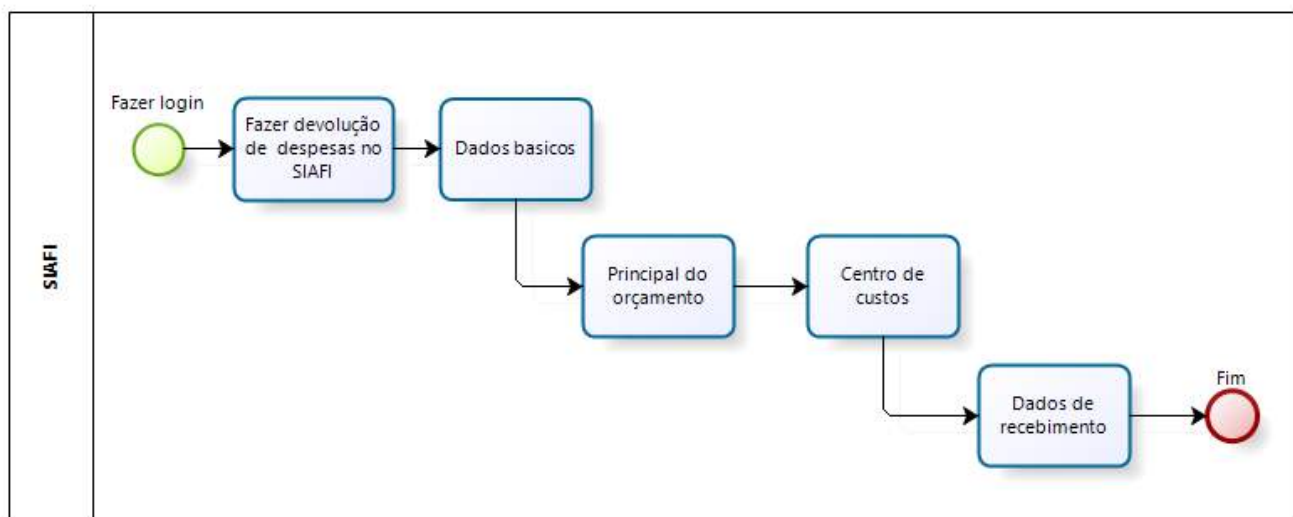 SIAFI
Fazer login
Fazer devolução
de despesas no
SIAFI
Dados basicos
Principal do
orçamento
Centro de
custos
Dados de
recebimento
Fim